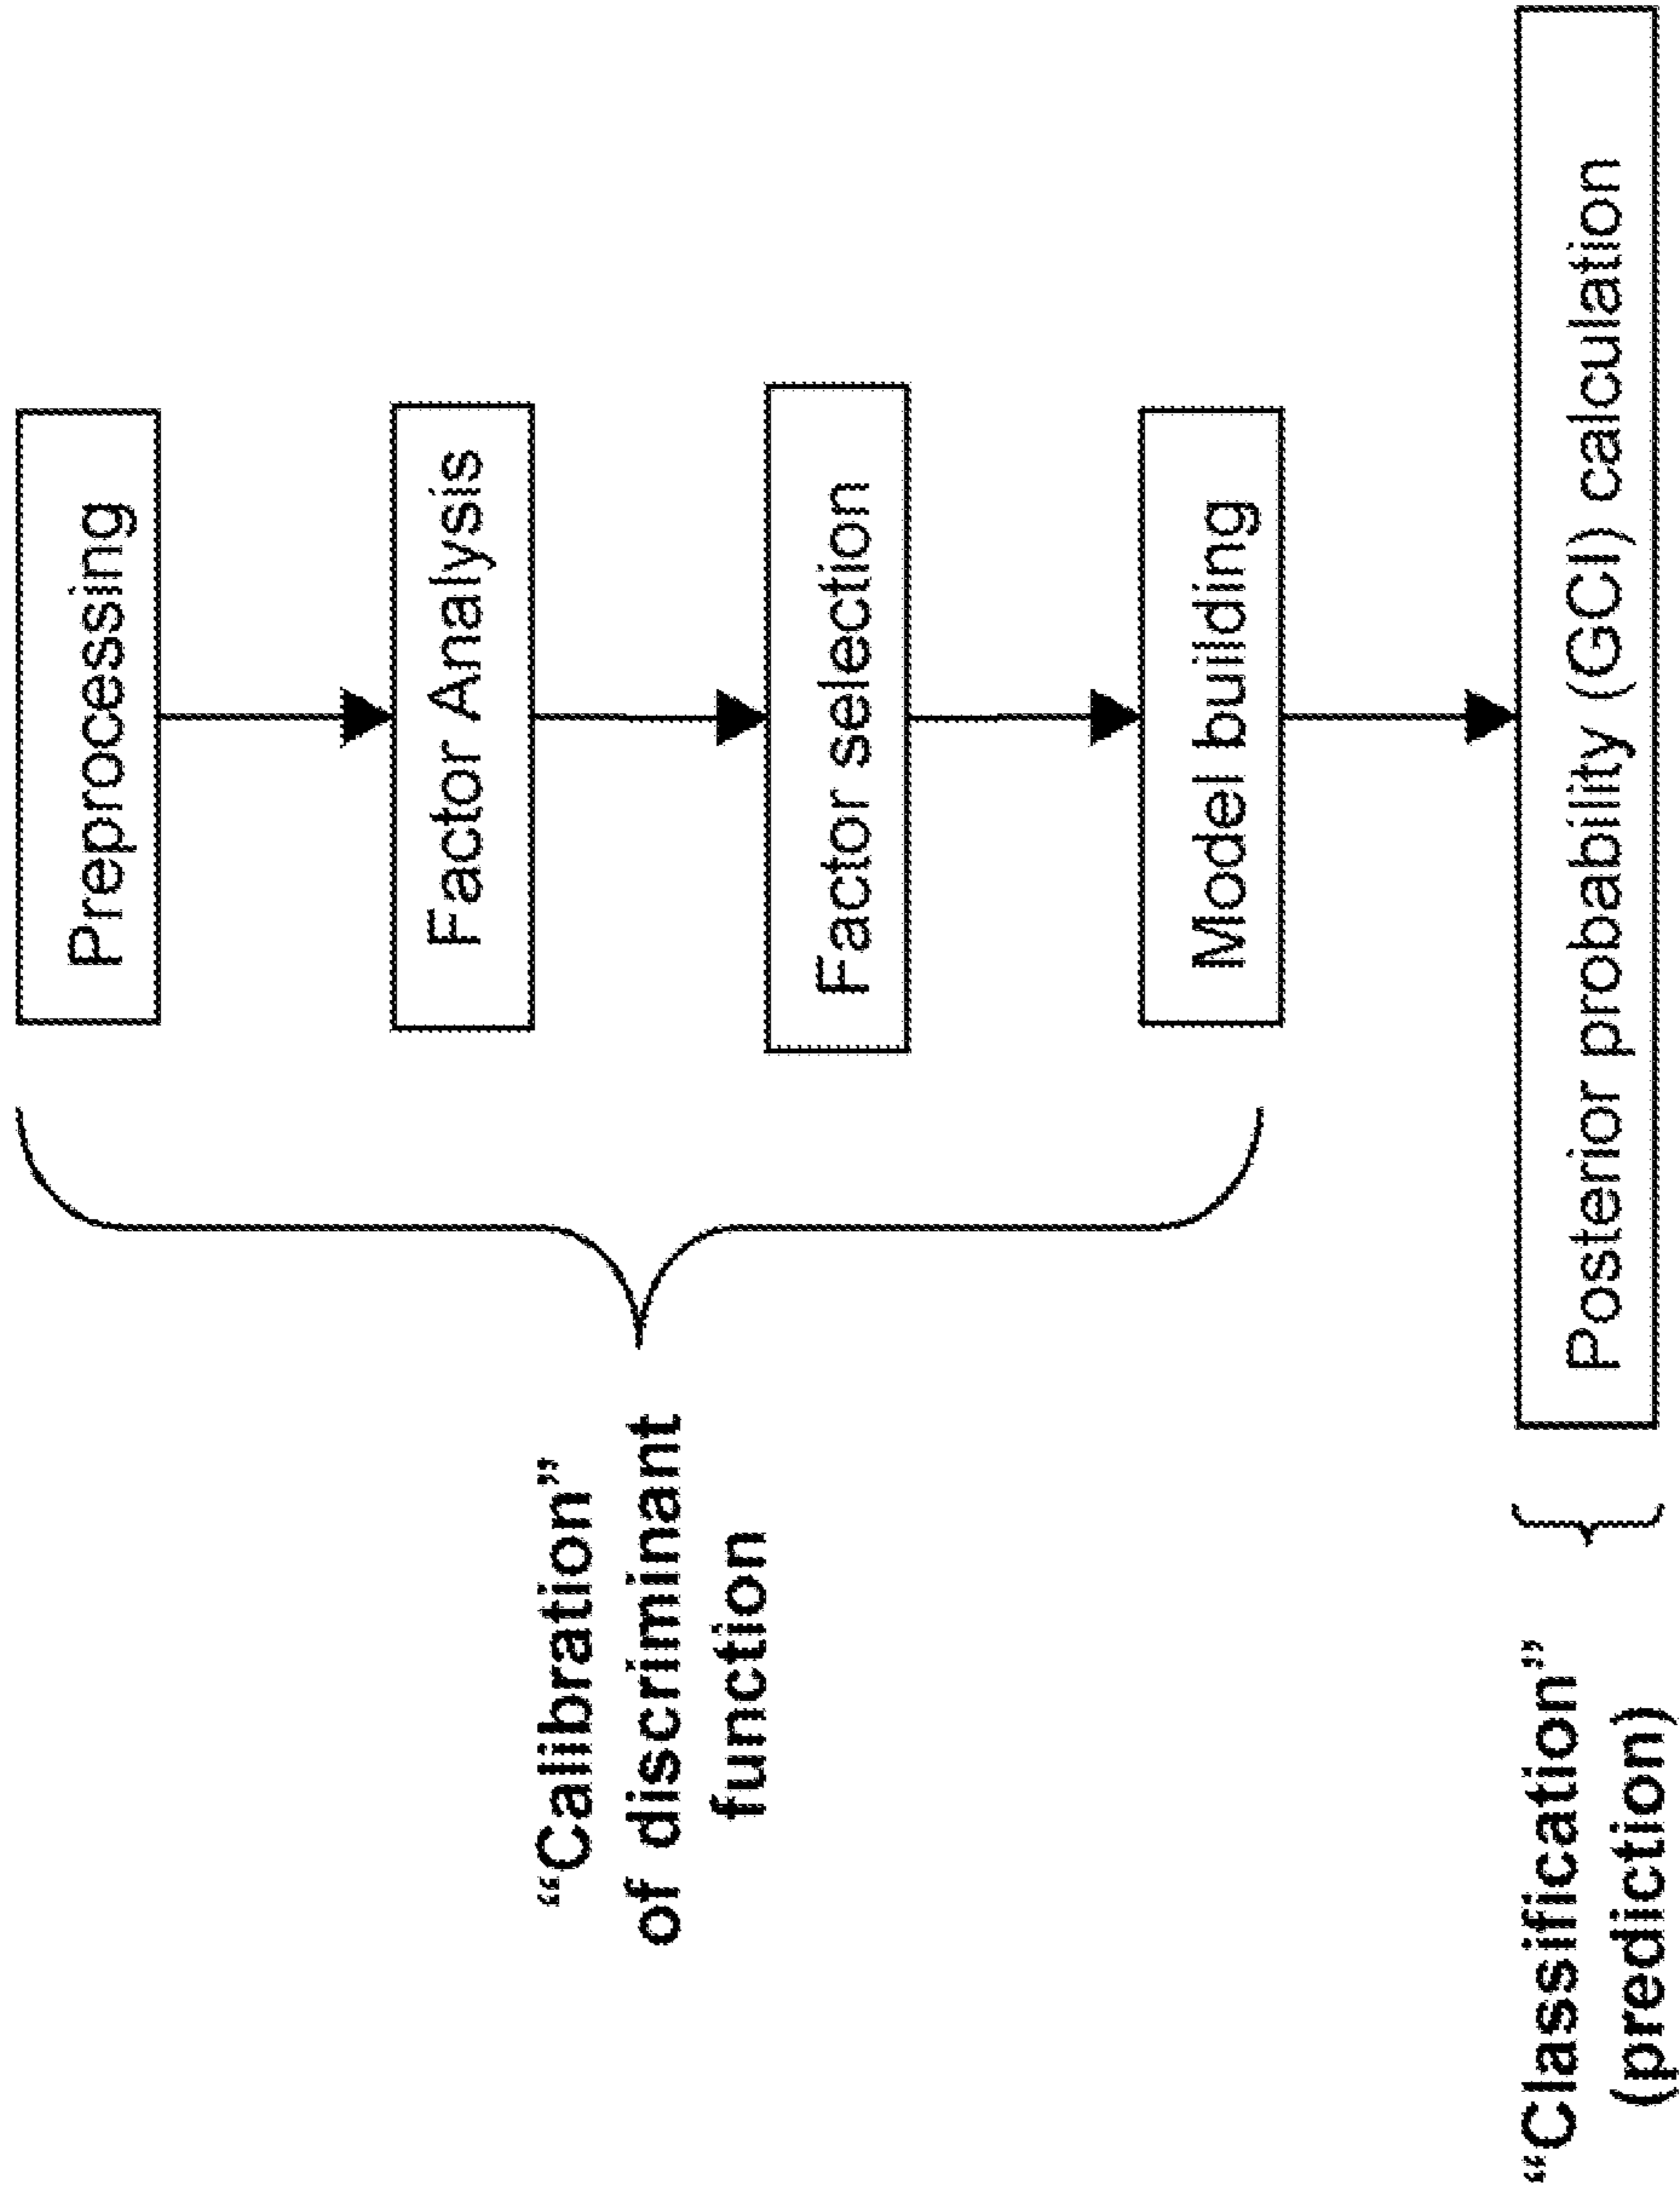 Preprocessing
Factor Analysis
Factor selection
Model building
Posterior probability (GCI) calculation
“Calibration”
of discriminant
function
“Classification”
(prediction)